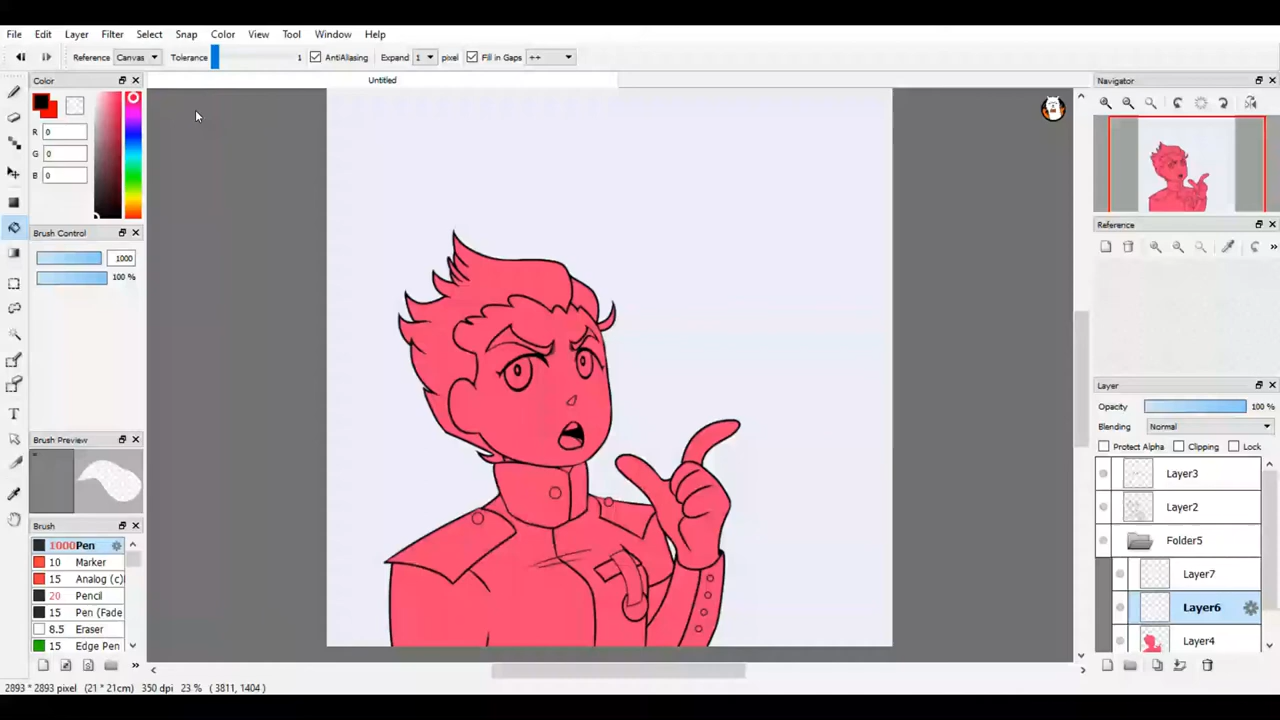 File Edit Layer Filter Select Snap Color View Tool Window Help
Reference Canvas Tolerance 1 AntiAliasing Expand 1 pixel Fill in Gaps ++
Color
Untitled
Navigator
R 0
G 0
B 0
Brush Control
1000
100 %
Reference
Brush Preview
Layer
Opacity 100 %
Blending Normal
Protect Alpha Clipping Lock
Layer3
Layer2
Folder5
Layer7
Layer6
Layer4
Brush
1000 Pen
10 Marker
15 Analog (c)
20 Pencil
15 Pen (Fade
8.5 Eraser
15 Edge Pen
2893 * 2893 pixel (21 * 21cm) 350 dpi 23 % ( 3811, 1404 )